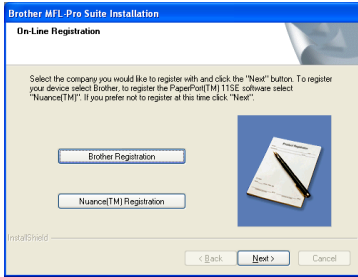 Brother MFL-Pro Suite Installation
On-Line Registration
Select the company you would like to register with and click the "Next" button. To register
your device select Brother, to register the PaperPort(TM) 11SE software select
"Nuance(TM)". If you prefer not to register at this time click "Next".
Brother Registration
Nuance(TM) Registration
Product Registration
InstallShield
< Back
Next >
Cancel